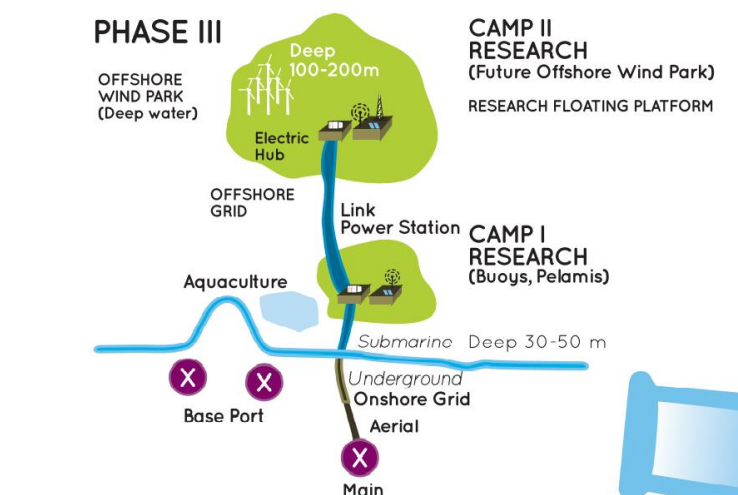 PHASE III
OFFSHORE
WIND PARK
(Deep water)
Deep
100-200m
CAMP II
RESEARCH
(Future Offshore Wind Park)
RESEARCH FLOATING PLATFORM
Electric
Hub
OFFSHORE
GRID
Link
Power Station
CAMP I
RESEARCH
(Buoys, Pelamis)
Aquaculture
Submarine Deep 30-50 m
Underground
Onshore Grid
X
X
Base Port
Aerial
X
Main